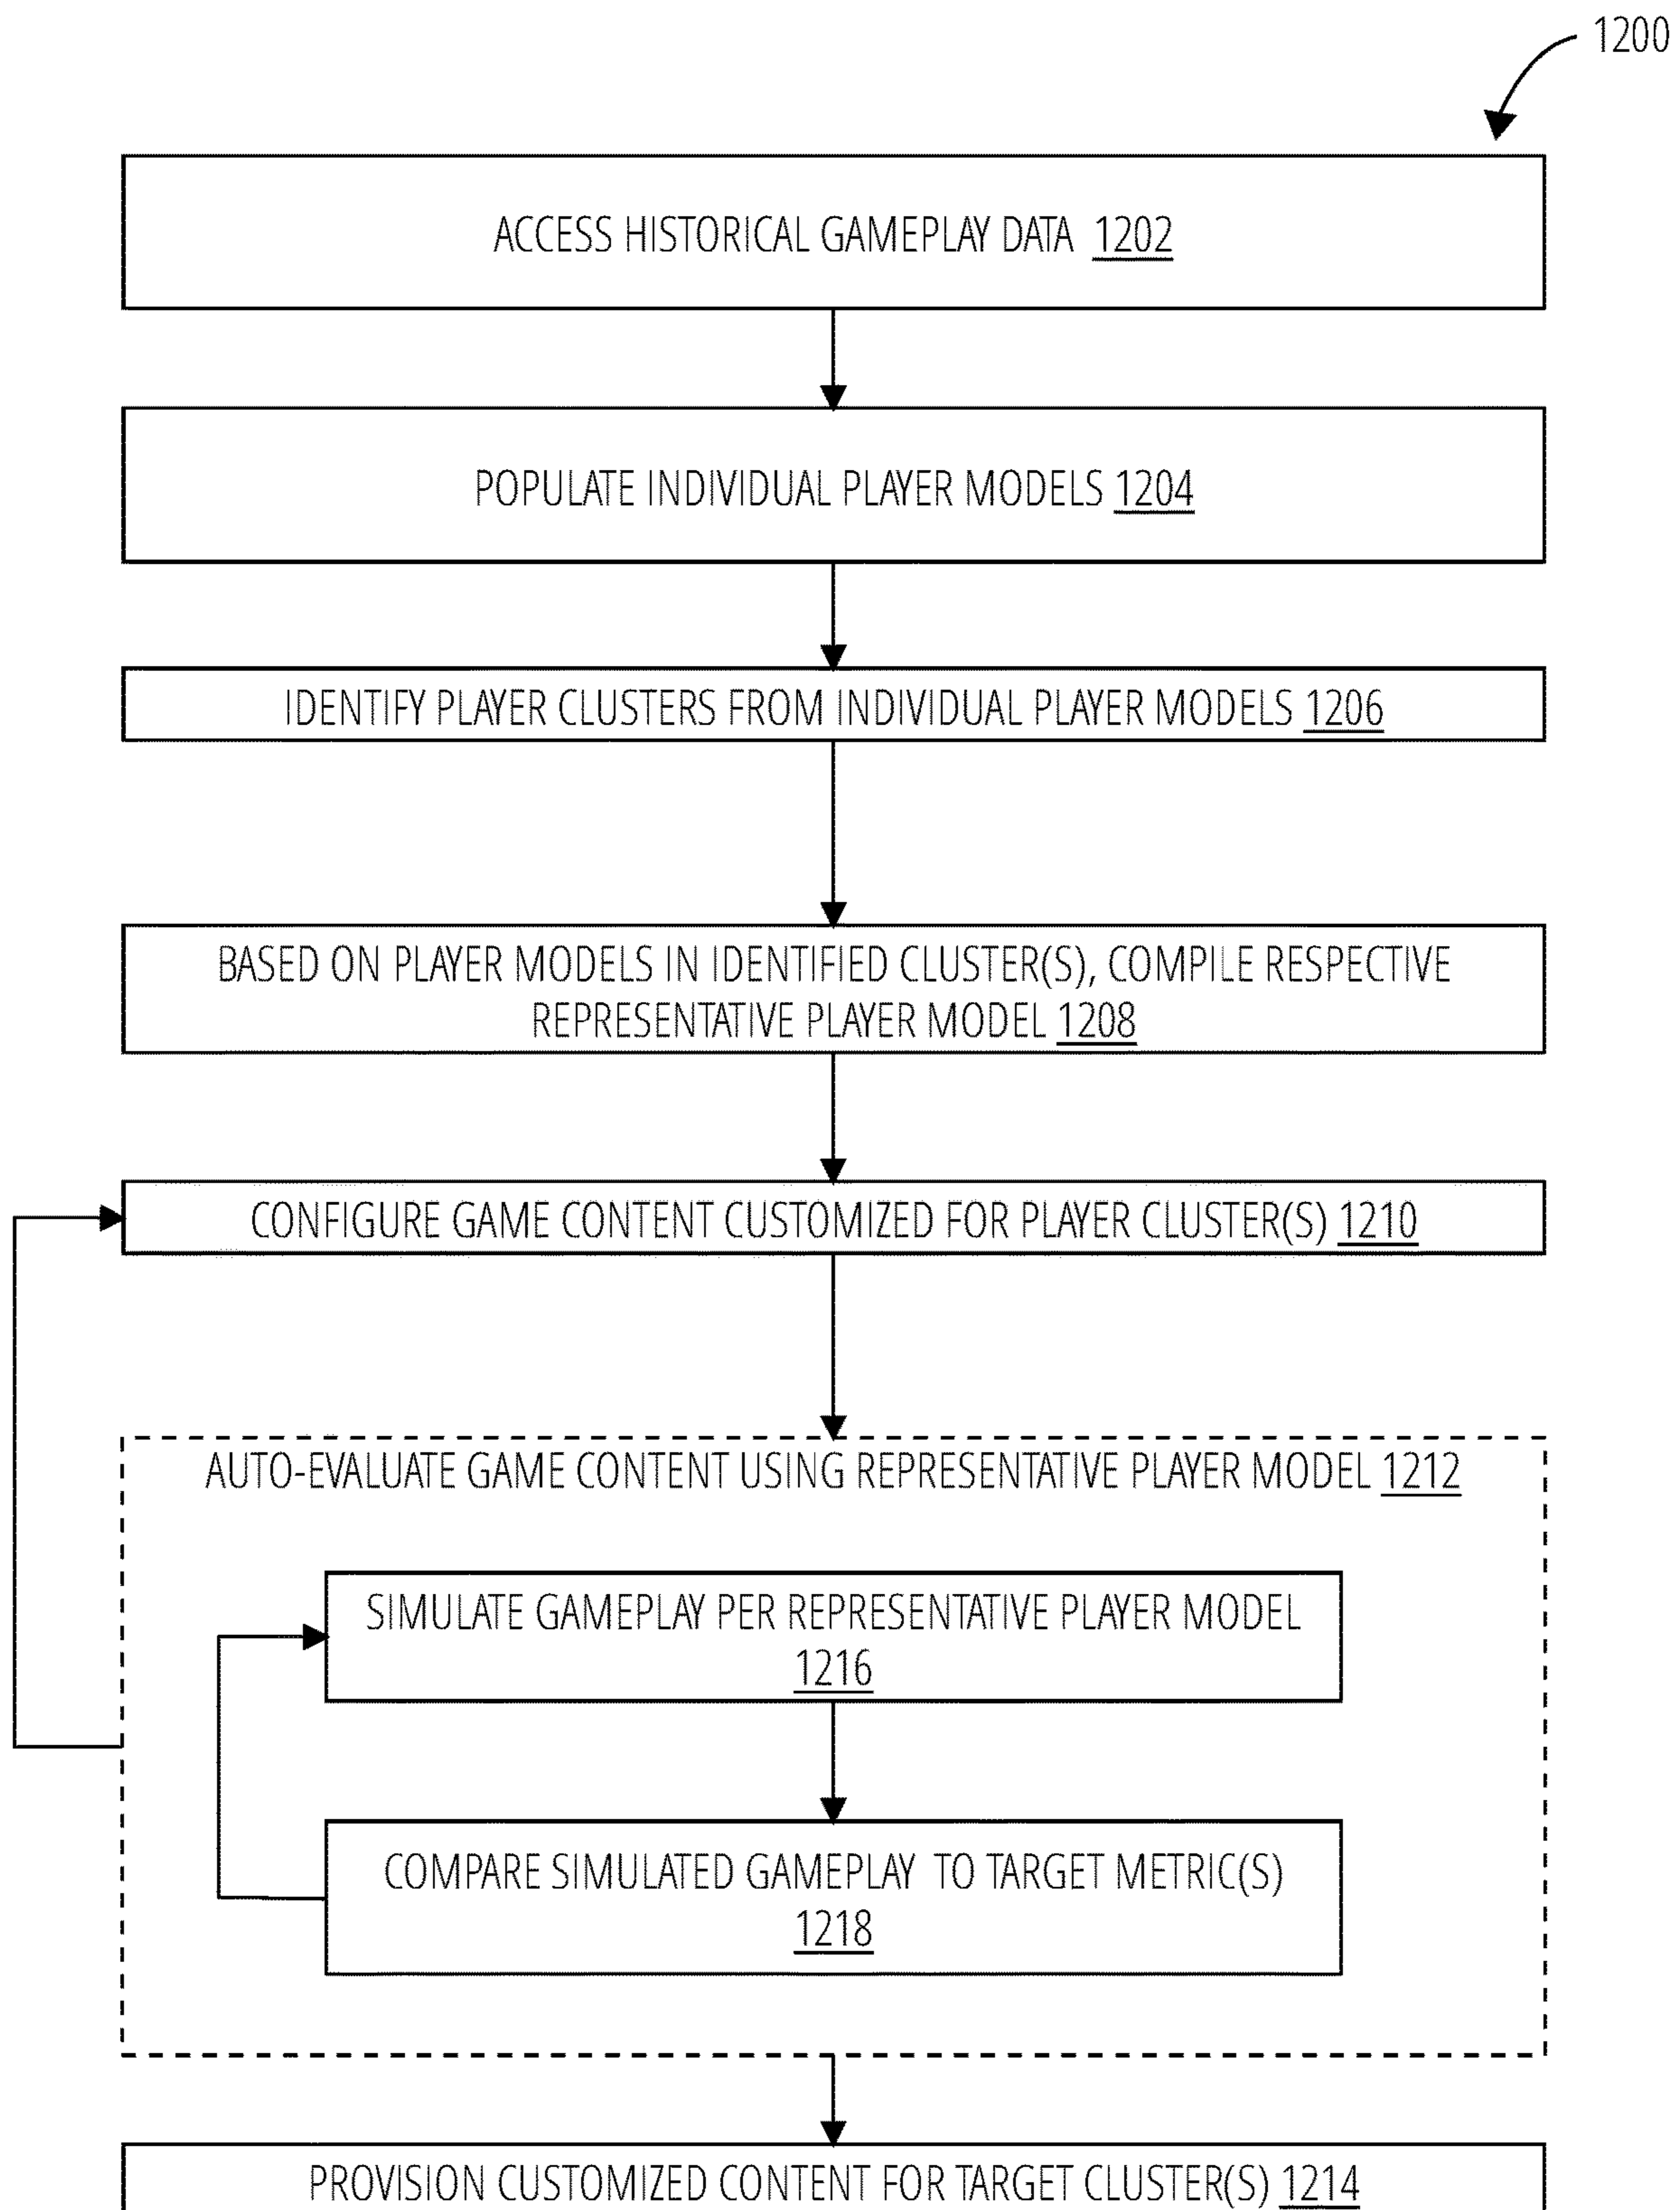 1200
ACCESS HISTORICAL GAMEPLAY DATA 1202
POPULATE INDIVIDUAL PLAYER MODELS 1204
IDENTIFY PLAYER CLUSTERS FROM INDIVIDUAL PLAYER MODELS 1206
BASED ON PLAYER MODELS IN IDENTIFIED CLUSTER(S), COMPILE RESPECTIVE
REPRESENTATIVE PLAYER MODEL 1208
CONFIGURE GAME CONTENT CUSTOMIZED FOR PLAYER CLUSTER(S) 1210
AUTO-EVALUATE GAME CONTENT USING REPRESENTATIVE PLAYER MODEL 1212
SIMULATE GAMEPLAY PER REPRESENTATIVE PLAYER MODEL
1216
COMPARE SIMULATED GAMEPLAY TO TARGET METRIC(S)
1218
PROVISION CUSTOMIZED CONTENT FOR TARGET CLUSTER(S) 1214